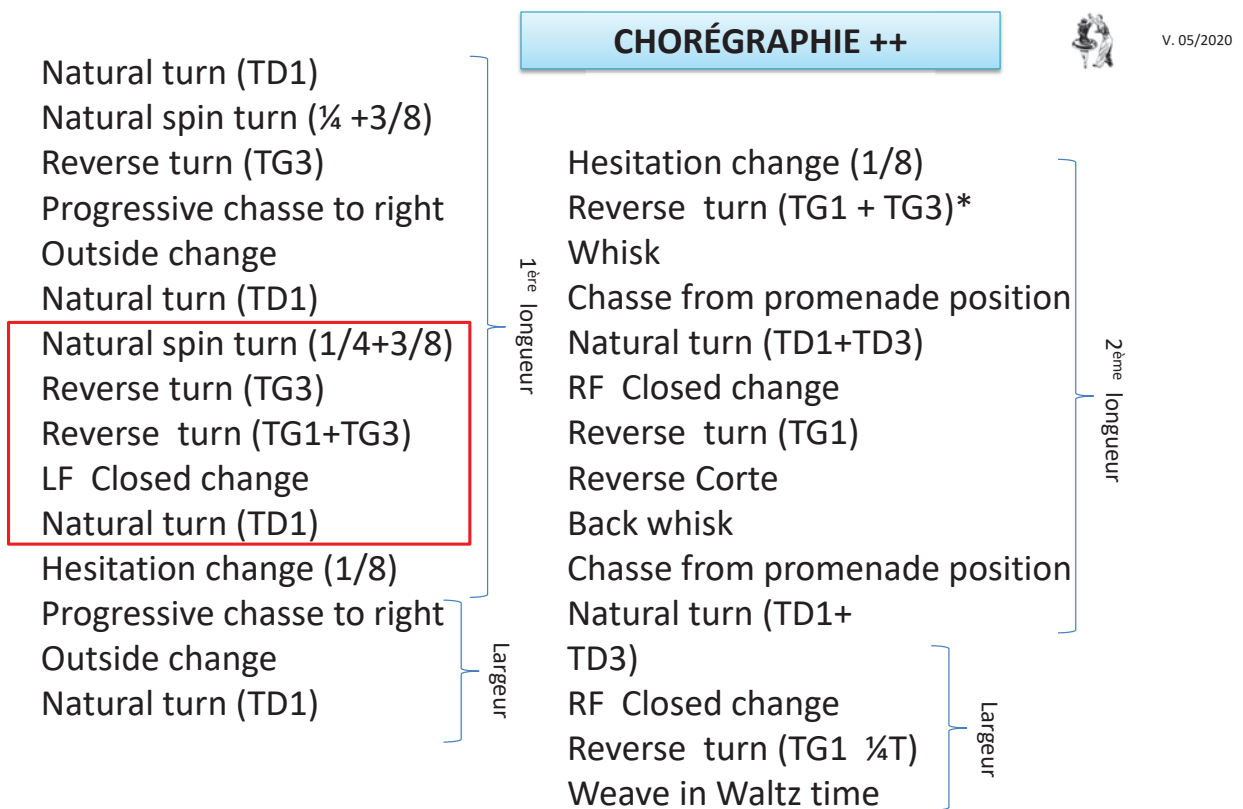 CHORÉGRAPHIE ++
V. 05/2020
Natural turn (TD1)
Natural spin turn (¼ +3/8)
Reverse turn (TG3)
Progressive chasse to right
Outside change
Natural turn (TD1)
Natural spin turn (1/4+3/8)
Reverse turn (TG3)
Reverse turn (TG1+TG3)
LF Closed change
Natural turn (TD1)
Hesitation change (1/8)
1ère longueur
Progressive chasse to right
Outside change
Natural turn (TD1)
Largeur
Hesitation change (1/8)
Reverse turn (TG1 + TG3)*
Whisk
Chasse from promenade position
Natural turn (TD1+TD3)
RF Closed change
Reverse turn (TG1)
Reverse Corte
Back whisk
Chasse from promenade position
Natural turn (TD1+
2ème longueur
TD3)
RF Closed change
Reverse turn (TG1 ¼T)
Weave in Waltz time
Largeur